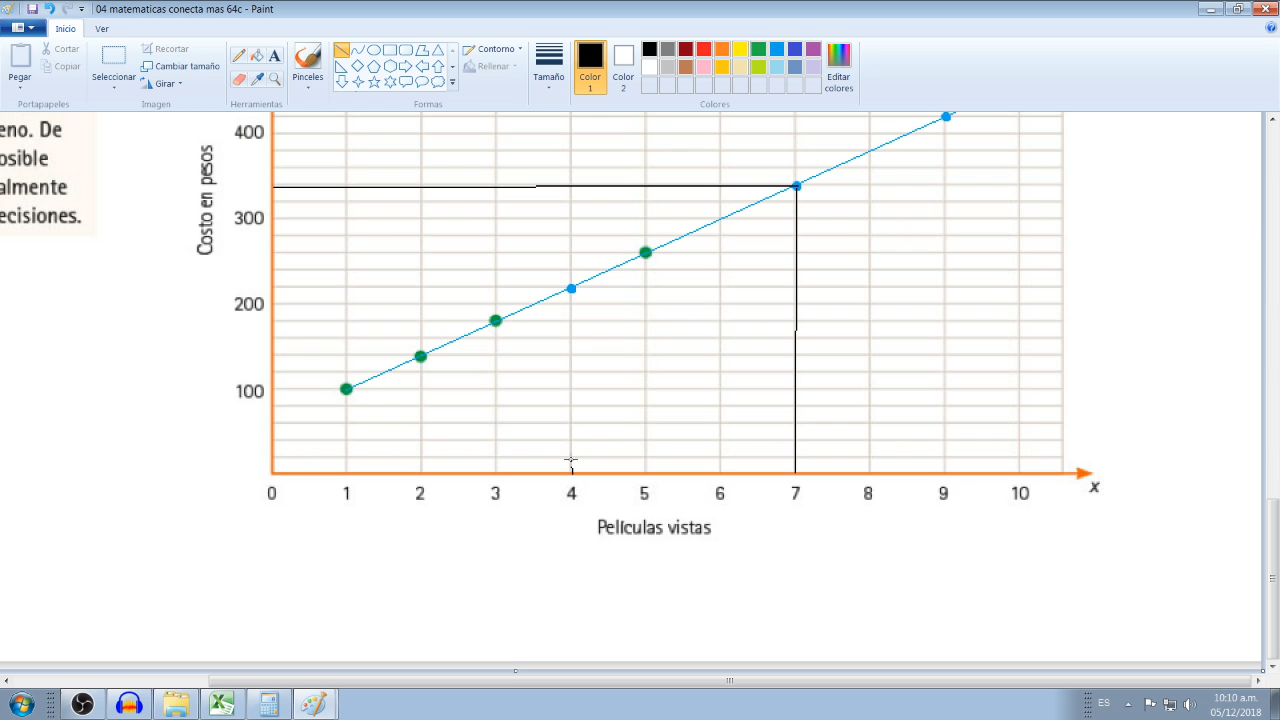 04 matematicas conecta mas 64c - Paint
Inicio
Ver
Pegar
Cortar
Copiar
Portapapeles
Seleccionar
Recortar
Cambiar tamaño
Girar
Imagen
A
Herramientas
Pinceles
Contorno
Rellenar
Formas
Tamaño
Color
1
Color
2
Editar
colores
Colores
eno. De
osible
almente
ecisiones.
Costo en pesos
400
300
200
100
0 1 2 3 4 5 6 7 8 9 10 x
Películas vistas
ES
10:10 a.m.
05/12/2018